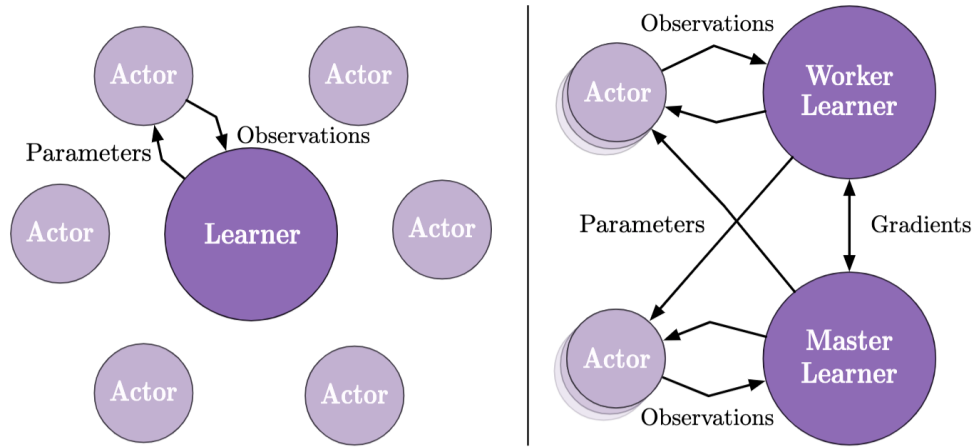 Actor
Actor
Observations
Parameters
Actor
Learner
Actor
Actor
Actor
Observations
Actor
Worker
Learner
Parameters
Gradients
Actor
Master
Learner
Observations